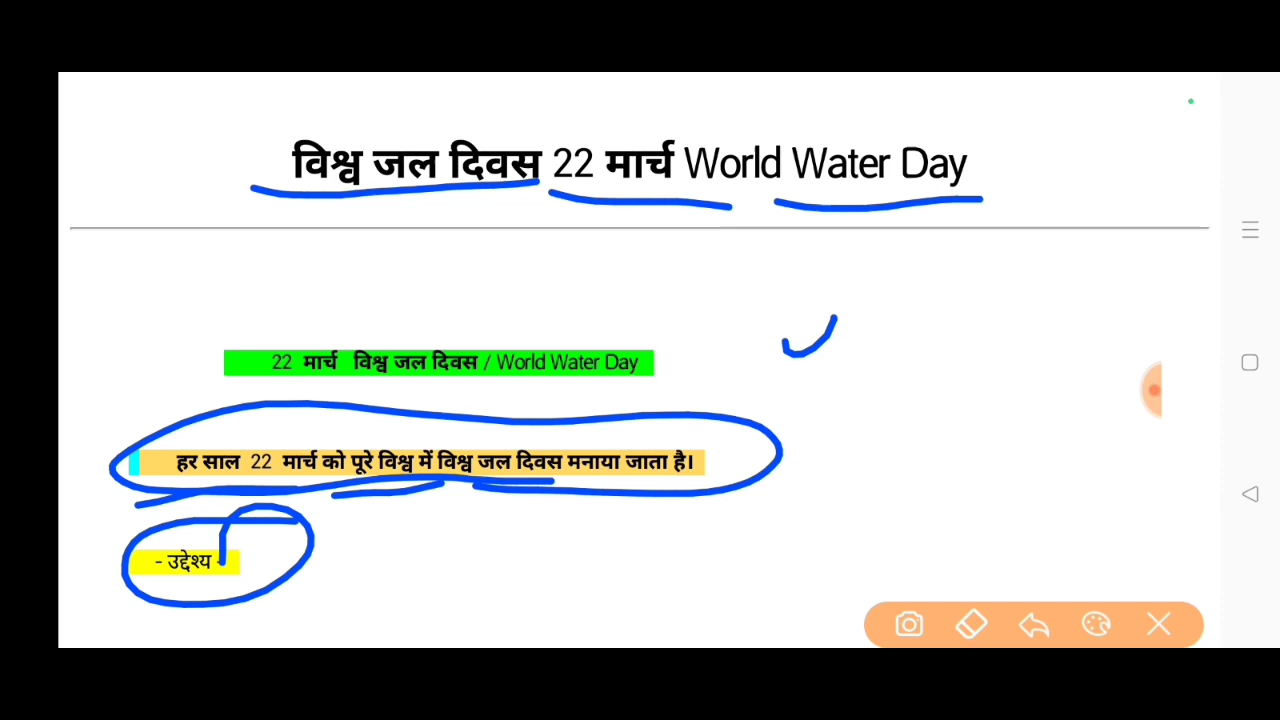 विश्व जल दिवस 22 मार्च World Water Day
22 मार्च विश्व जल दिवस / World Water Day
हर साल 22 मार्च को पूरे विश्व में विश्व जल दिवस मनाया जाता है।
- उद्देश्य -